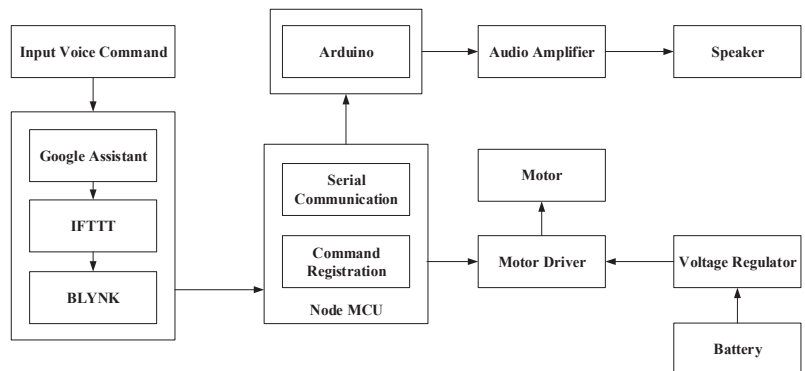 Input Voice Command
Google Assistant
IFTTT
BLYNK
Arduino
Audio Amplifier
Speaker
Serial
Communication
Command
Registration
Node MCU
Motor
Motor Driver
Voltage Regulator
Battery